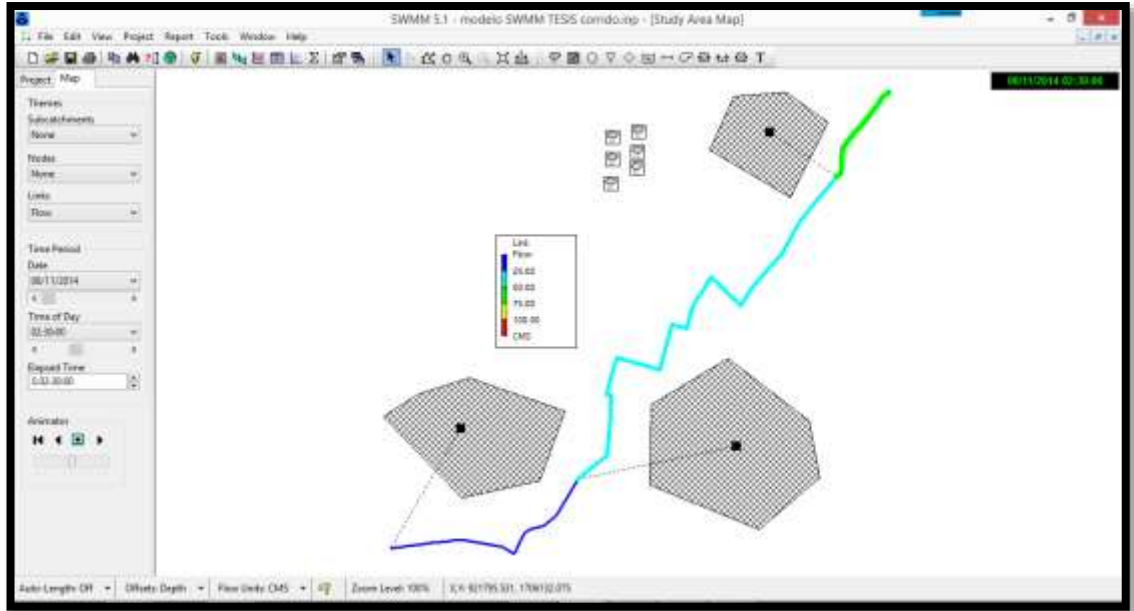 SWMM 5.1 - modelo SWMM TESIS corrido.inp - [Study Area Map]
File Edit View Project Report Tools Window Help
Project Map
08/11/2014 02:30:00
Themes
Subcatchments
None
Nodes
None
Links
Flow
Time Period
Date
08/11/2014
Time of Day
02:30:00
Elapsed Time
0.02:30:00
Animator
Link
Flow
25.00
50.00
75.00
100.00
CMS
Auto-Length: Off Offsets: Depth Flow Units: CMS Zoom Level: 100% X,Y: